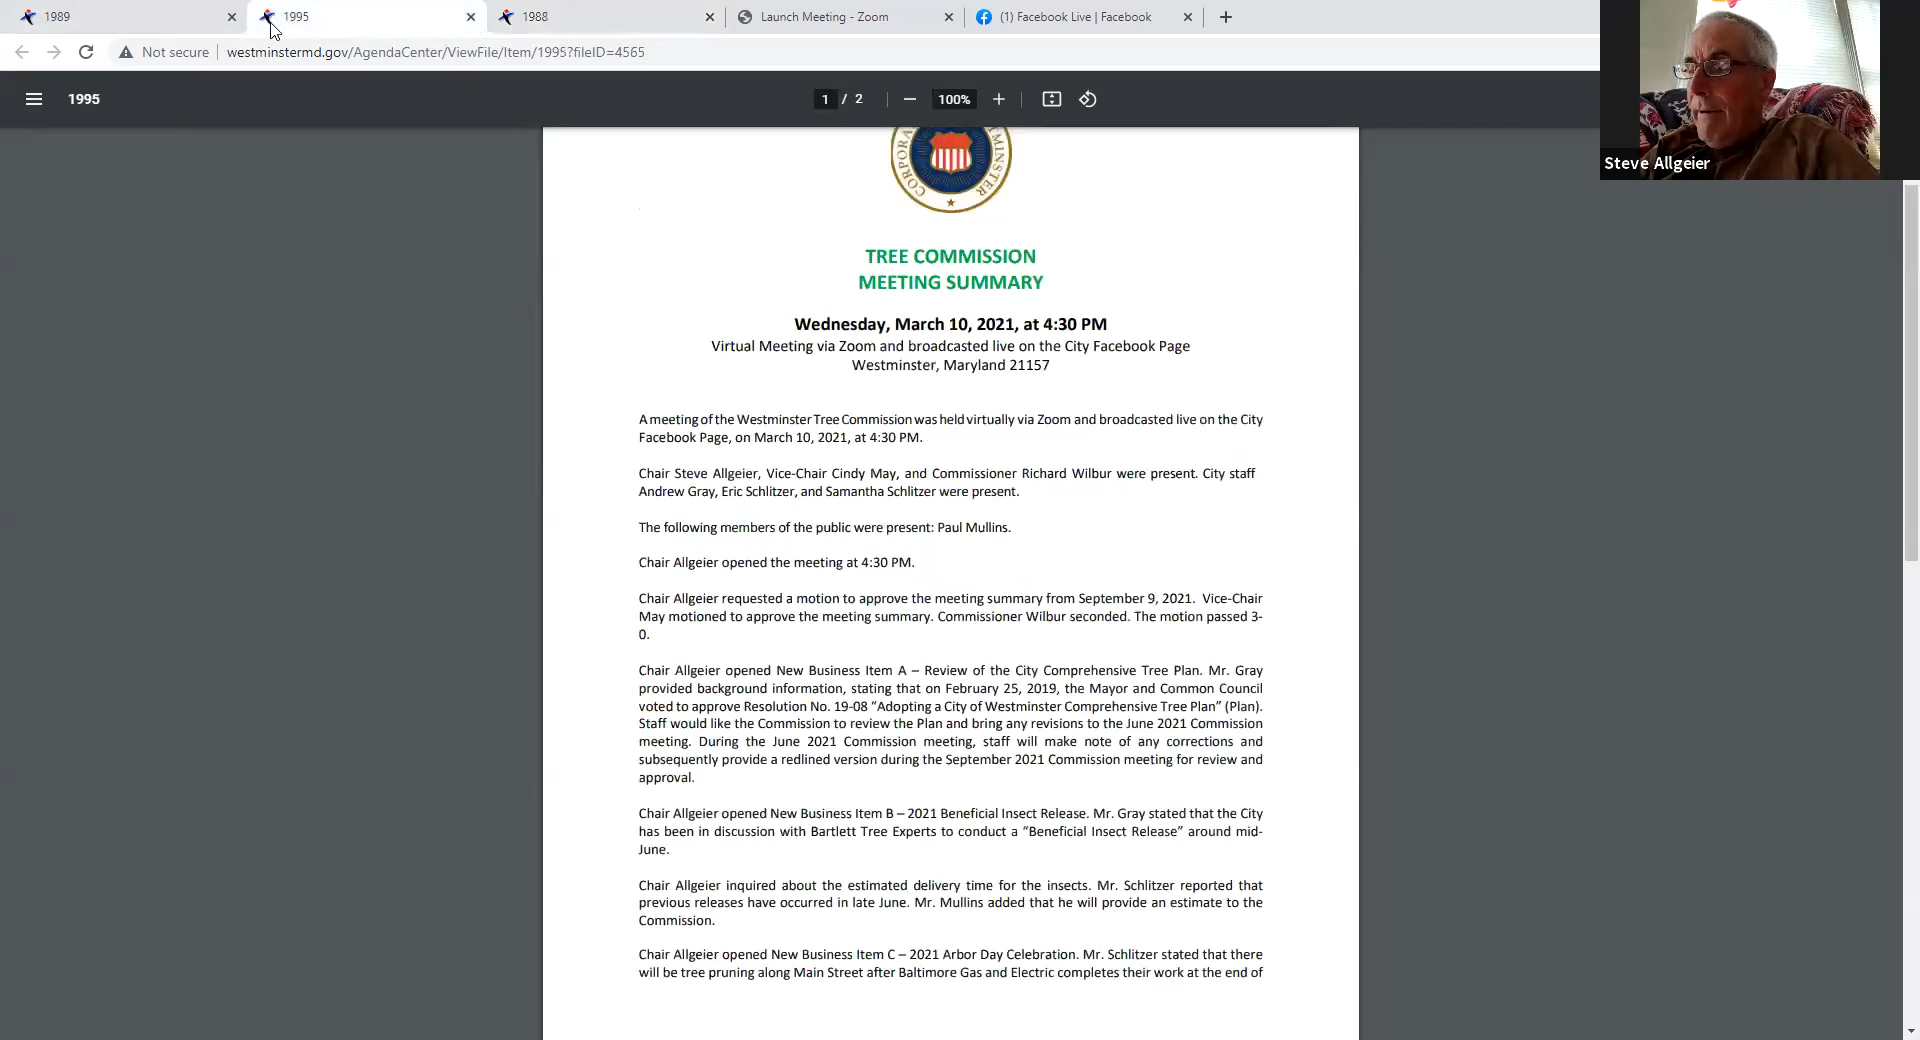 1989
1995
1988
Launch Meeting - Zoom
(1) Facebook Live | Facebook
Not secure
westminstermd.gov/AgendaCenter/ViewFile/Item/1995?fileID=4565
1995
1 / 2
100%
Steve Allgeier
CORPORA
MINSTER
TREE COMMISSION
MEETING SUMMARY
Wednesday, March 10, 2021, at 4:30 PM
Virtual Meeting via Zoom and broadcasted live on the City Facebook Page
Westminster, Maryland 21157
A meeting of the Westminster Tree Commission was held virtually via Zoom and broadcasted live on the City
Facebook Page, on March 10, 2021, at 4:30 PM.
Chair Steve Allgeier, Vice-Chair Cindy May, and Commissioner Richard Wilbur were present. City staff
Andrew Gray, Eric Schlitzer, and Samantha Schlitzer were present.
The following members of the public were present: Paul Mullins.
Chair Allgeier opened the meeting at 4:30 PM.
Chair Allgeier requested a motion to approve the meeting summary from September 9, 2021. Vice-Chair
May motioned to approve the meeting summary. Commissioner Wilbur seconded. The motion passed 3-
0.
Chair Allgeier opened New Business Item A – Review of the City Comprehensive Tree Plan. Mr. Gray
provided background information, stating that on February 25, 2019, the Mayor and Common Council
voted to approve Resolution No. 19-08 “Adopting a City of Westminster Comprehensive Tree Plan” (Plan).
Staff would like the Commission to review the Plan and bring any revisions to the June 2021 Commission
meeting. During the June 2021 Commission meeting, staff will make note of any corrections and
subsequently provide a redlined version during the September 2021 Commission meeting for review and
approval.
Chair Allgeier opened New Business Item B – 2021 Beneficial Insect Release. Mr. Gray stated that the City
has been in discussion with Bartlett Tree Experts to conduct a “Beneficial Insect Release” around mid-
June.
Chair Allgeier inquired about the estimated delivery time for the insects. Mr. Schlitzer reported that
previous releases have occurred in late June. Mr. Mullins added that he will provide an estimate to the
Commission.
Chair Allgeier opened New Business Item C – 2021 Arbor Day Celebration. Mr. Schlitzer stated that there
will be tree pruning along Main Street after Baltimore Gas and Electric completes their work at the end of